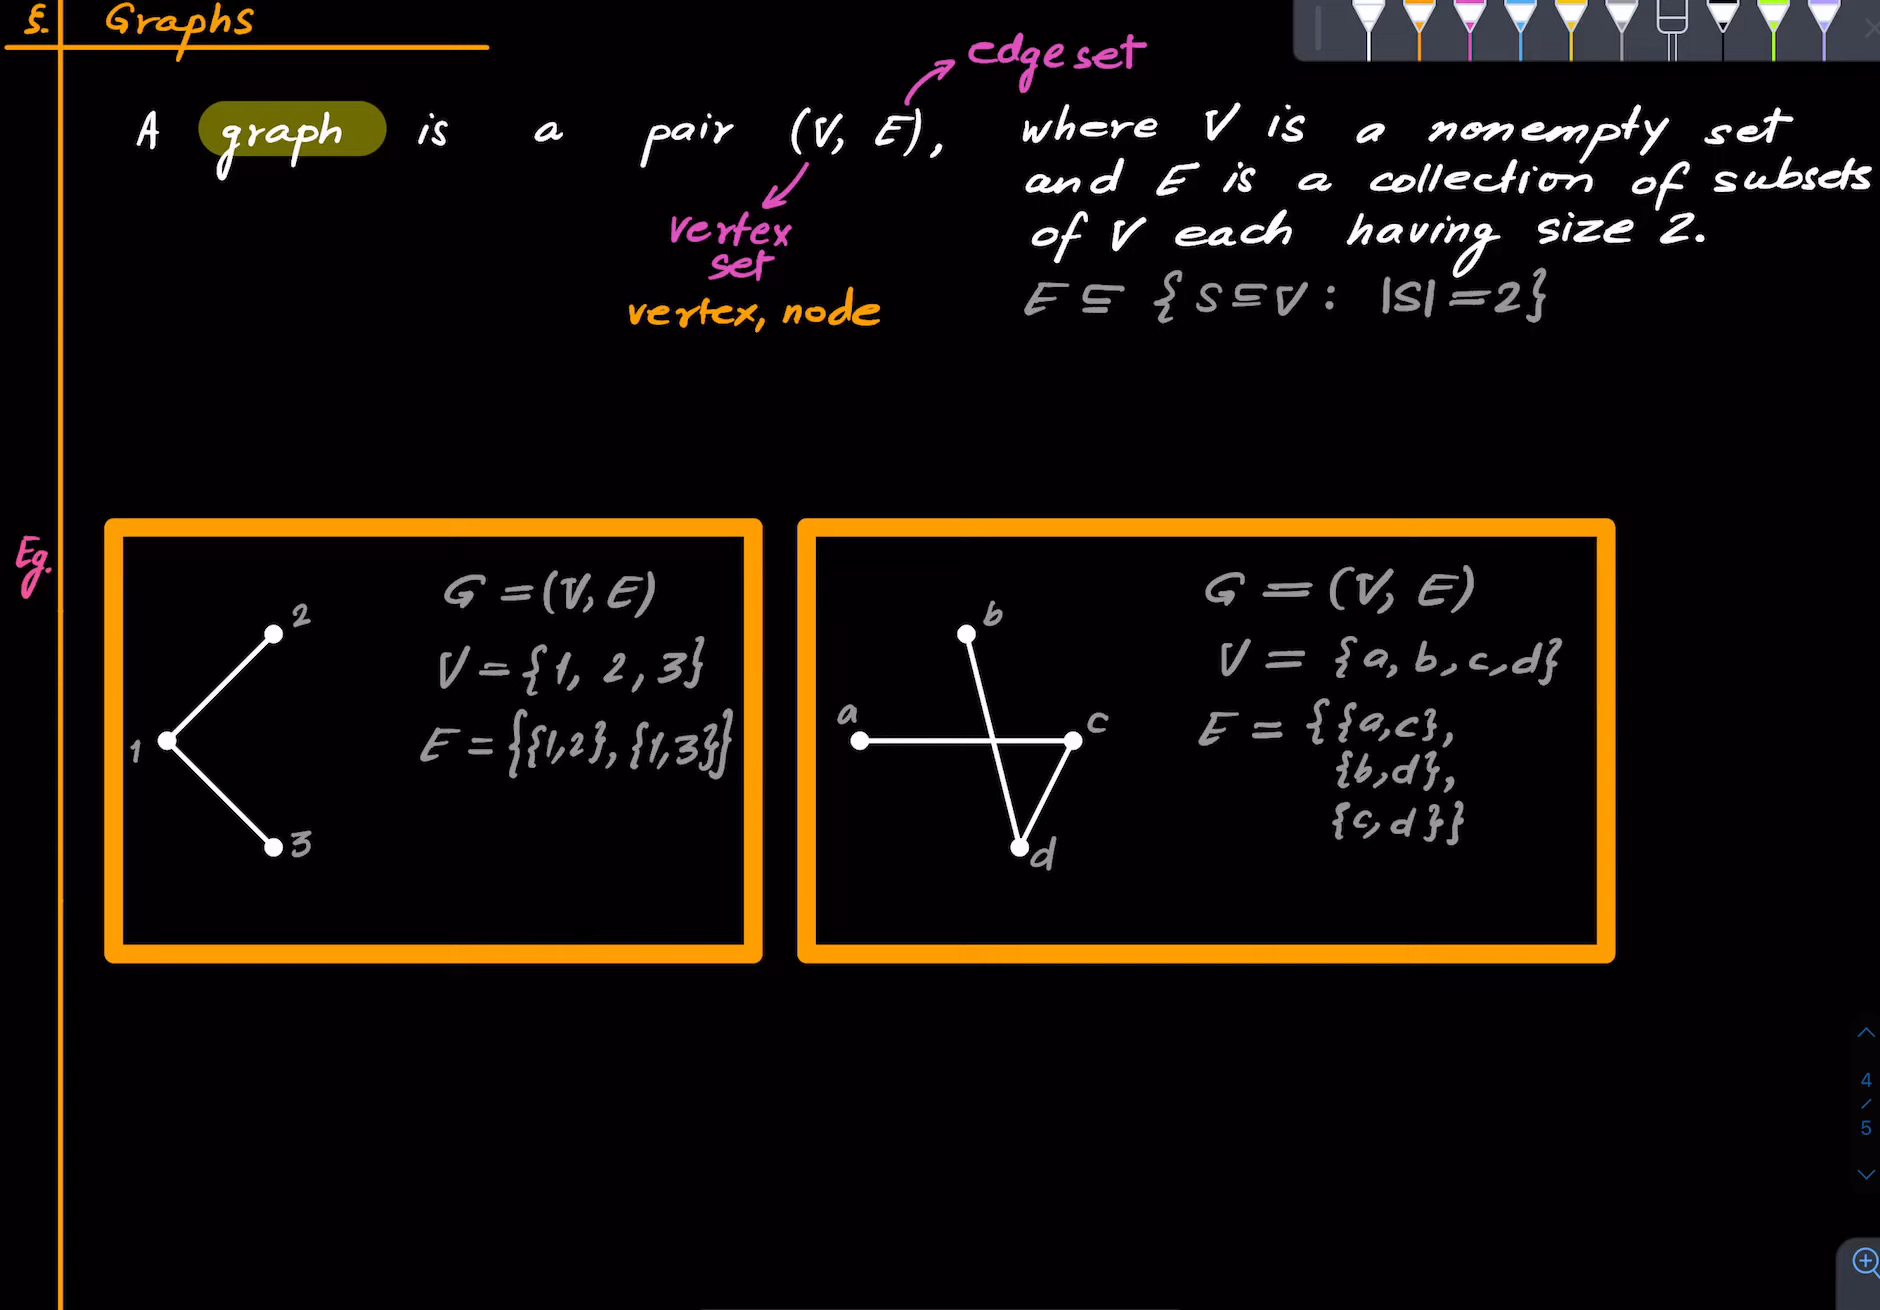 §. Graphs
edge set
A graph is a pair (V, E), where V is a nonempty set
and E is a collection of subsets
of V each having size 2.
vertex
set
vertex, node
E ⊆ {S⊆V : |S|=2}
Eg.
G = (V, E)
V = {1, 2, 3}
E = {{1,2}, {1,3}}
1
2
3
G = (V, E)
V = {a, b, c, d}
E = {{a,c},
{b,d},
{c,d}}
a
b
c
d
4
/
5